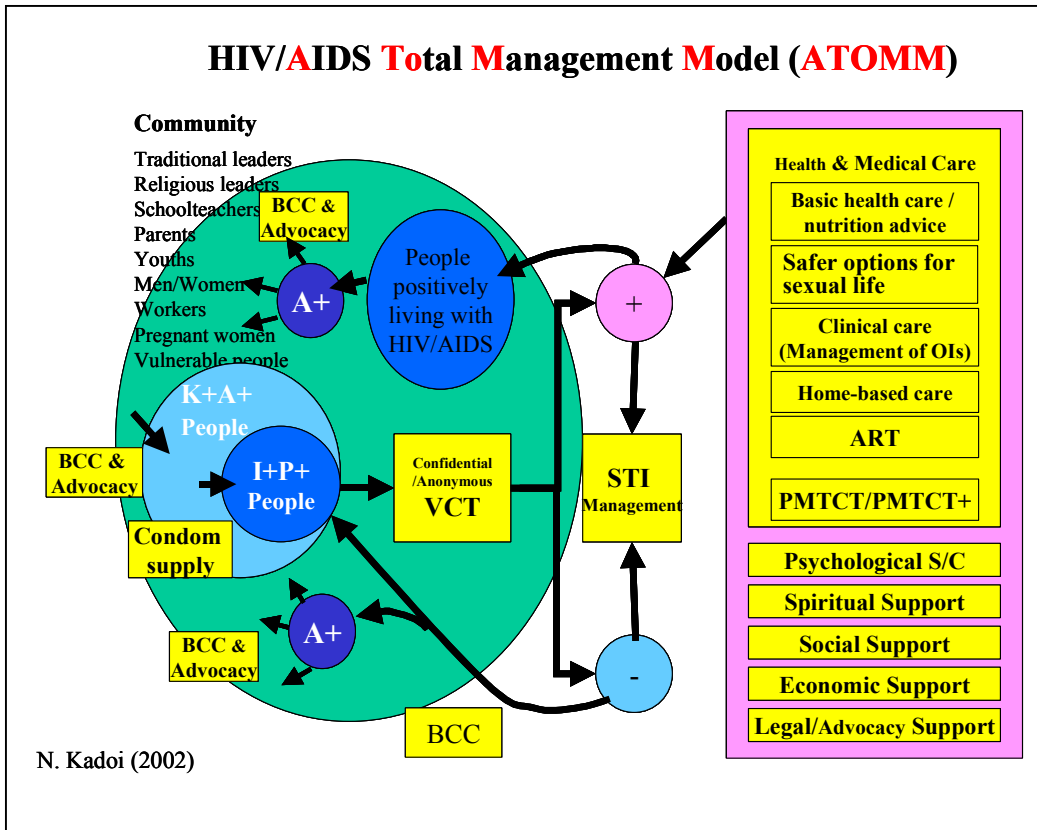 HIV/AIDS Total Management Model (ATOMM)
Community
Traditional leaders
Religious leaders
Schoolteachers
Parents
Youths
Men/Women
Workers
Pregnant women
Vulnerable people
BCC &
Advocacy
A+
People
positively
living with
HIV/AIDS
K+A+
People
I+P+
People
BCC &
Advocacy
Condom
supply
Confidential
/Anonymous
VCT
+
STI
Management
-
A+
BCC &
Advocacy
BCC
Health & Medical Care
Basic health care /
nutrition advice
Safer options for
sexual life
Clinical care
(Management of OIs)
Home-based care
ART
PMTCT/PMTCT+
Psychological S/C
Spiritual Support
Social Support
Economic Support
Legal/Advocacy Support
N. Kadoi (2002)